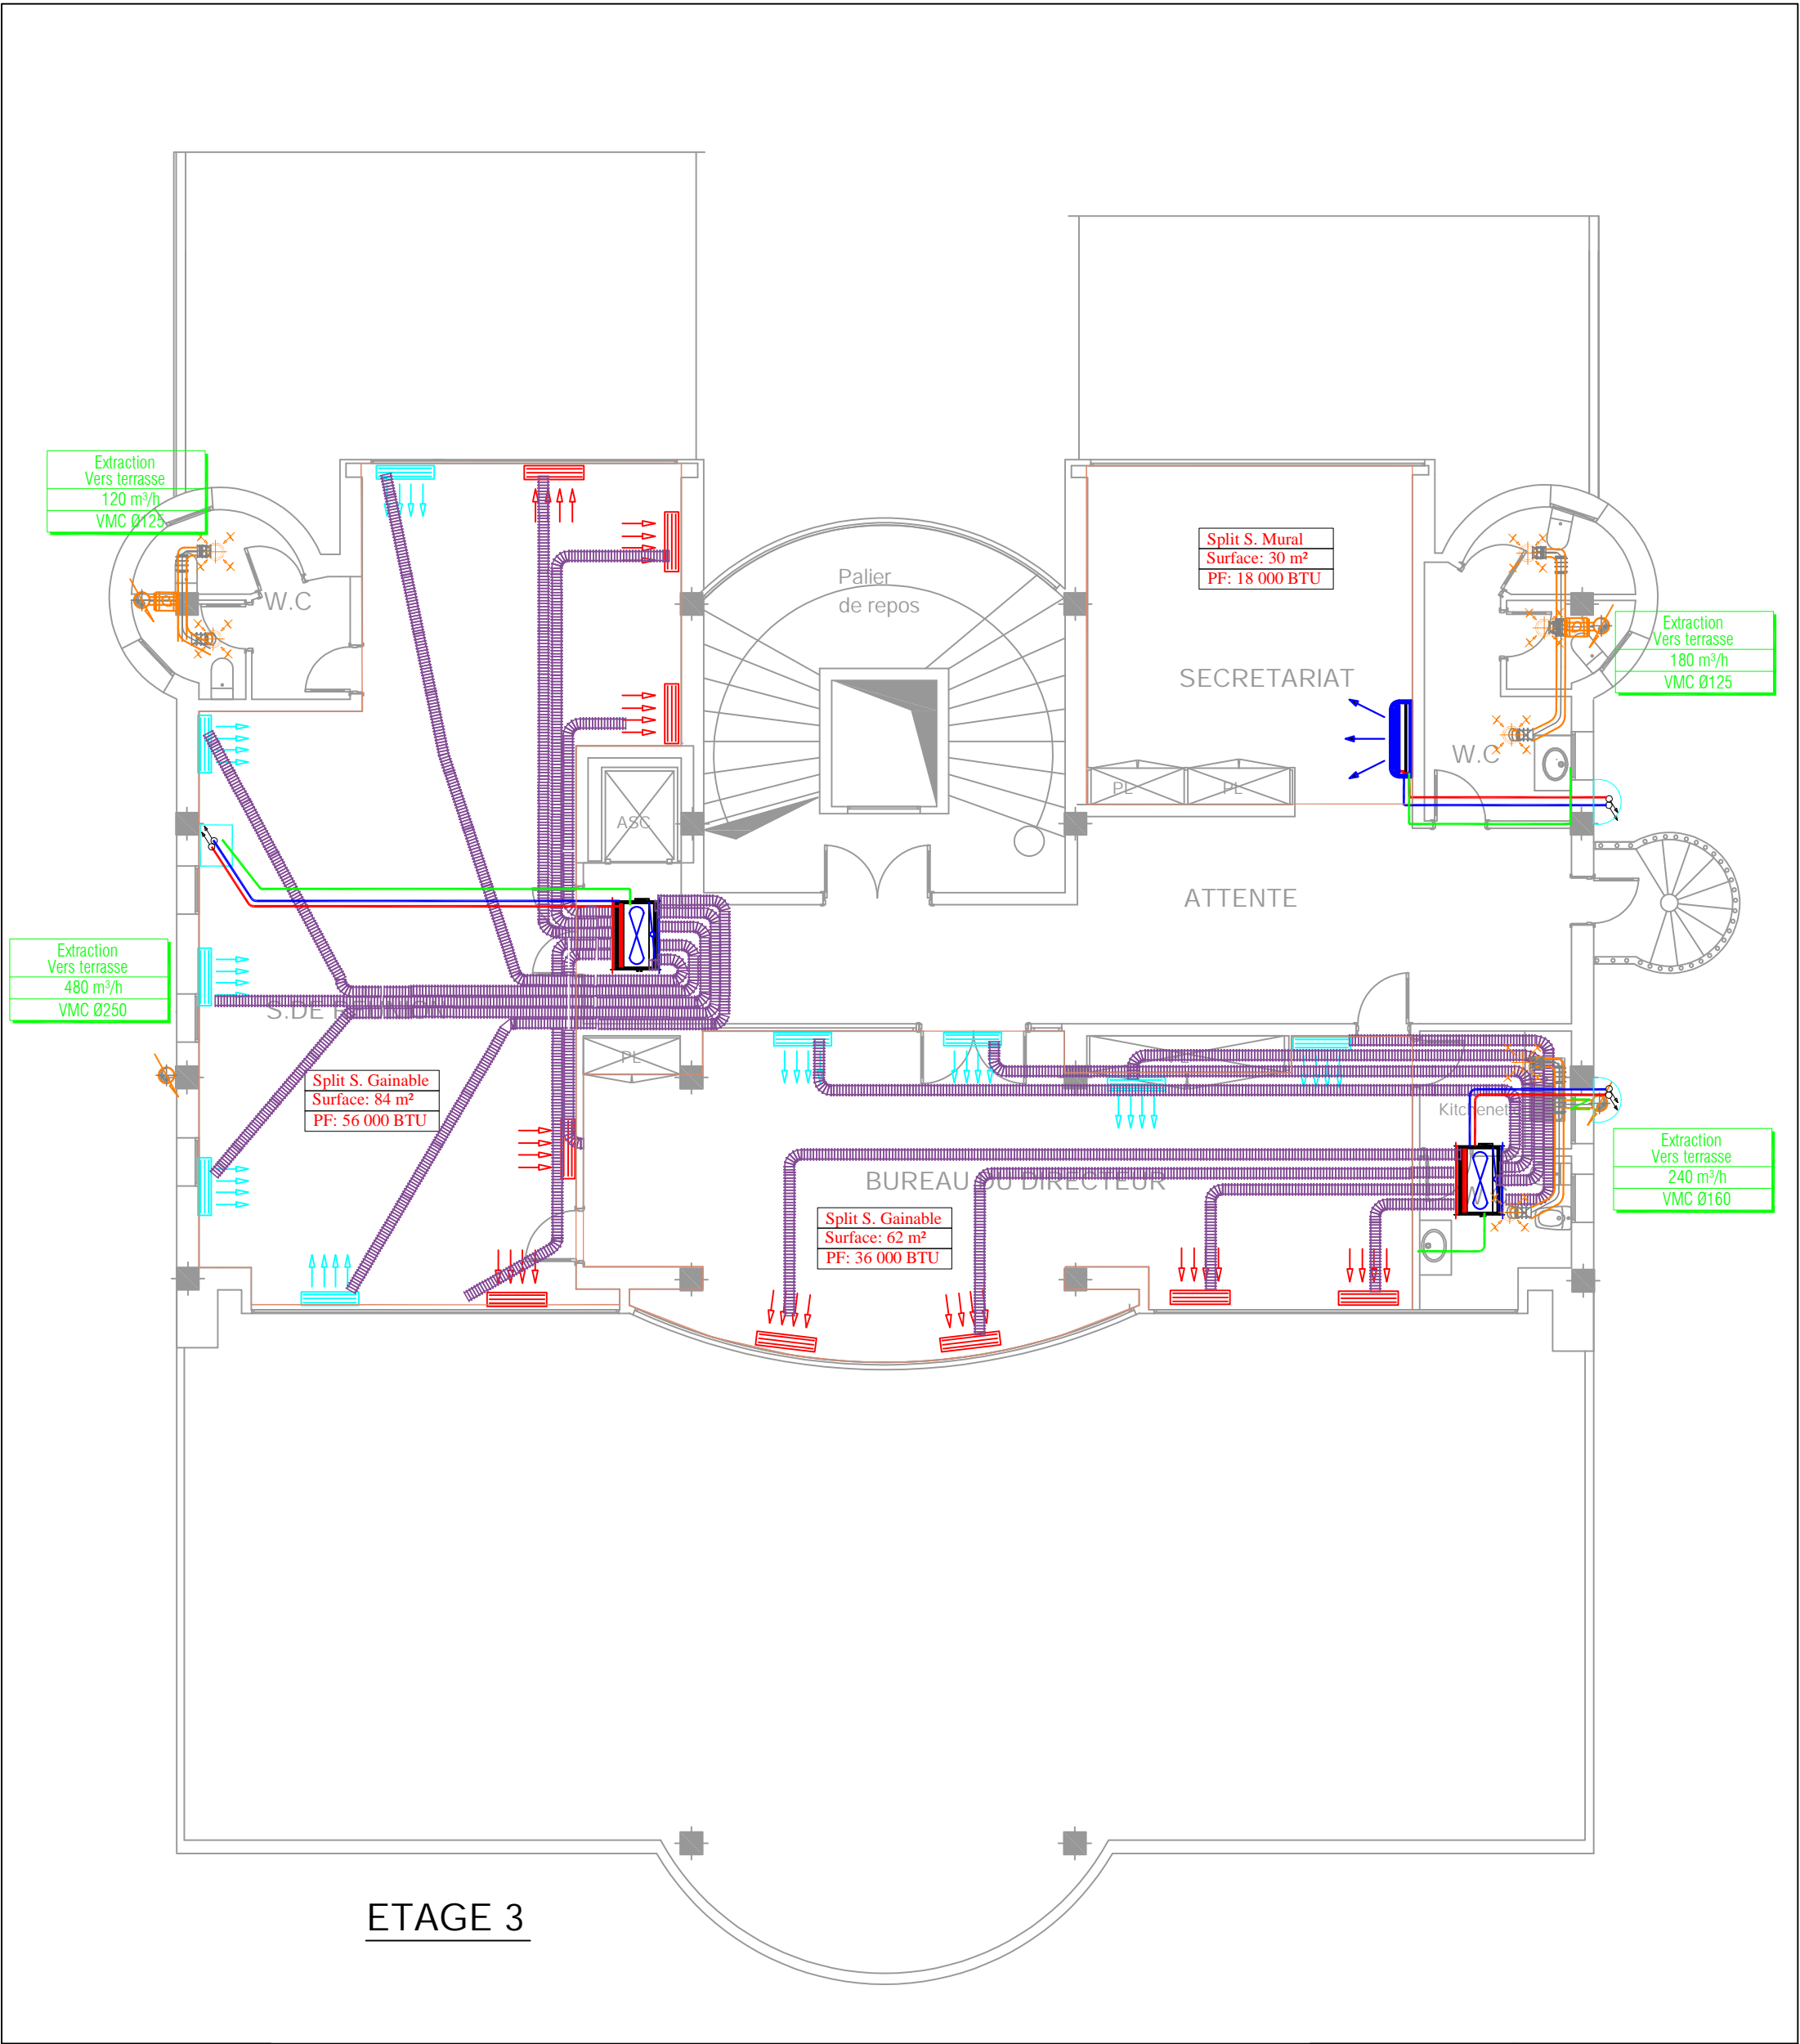 Extraction
Vers terrasse
120 m³/h
VMC Ø125
W.C
Palier
de repos
Split S. Mural
Surface: 30 m²
PF: 18 000 BTU
SECRETARIAT
Extraction
Vers terrasse
180 m³/h
VMC Ø125
W.C
PL
PL
ASC
ATTENTE
Extraction
Vers terrasse
480 m³/h
VMC Ø250
S.DE REUNION
PL
Split S. Gainable
Surface: 84 m²
PF: 56 000 BTU
BUREAU DU DIRECTEUR
Split S. Gainable
Surface: 62 m²
PF: 36 000 BTU
Extraction
Vers terrasse
240 m³/h
VMC Ø160
ETAGE 3